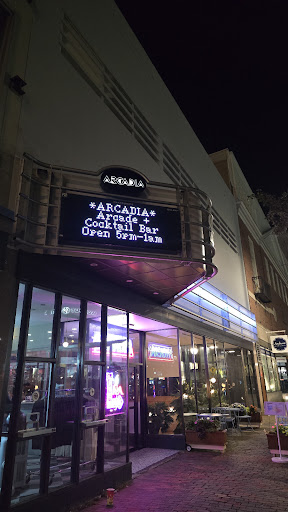 ARCADIA
*ARCADIA*
Arcade +
Cocktail Bar
Open 5pm-1am